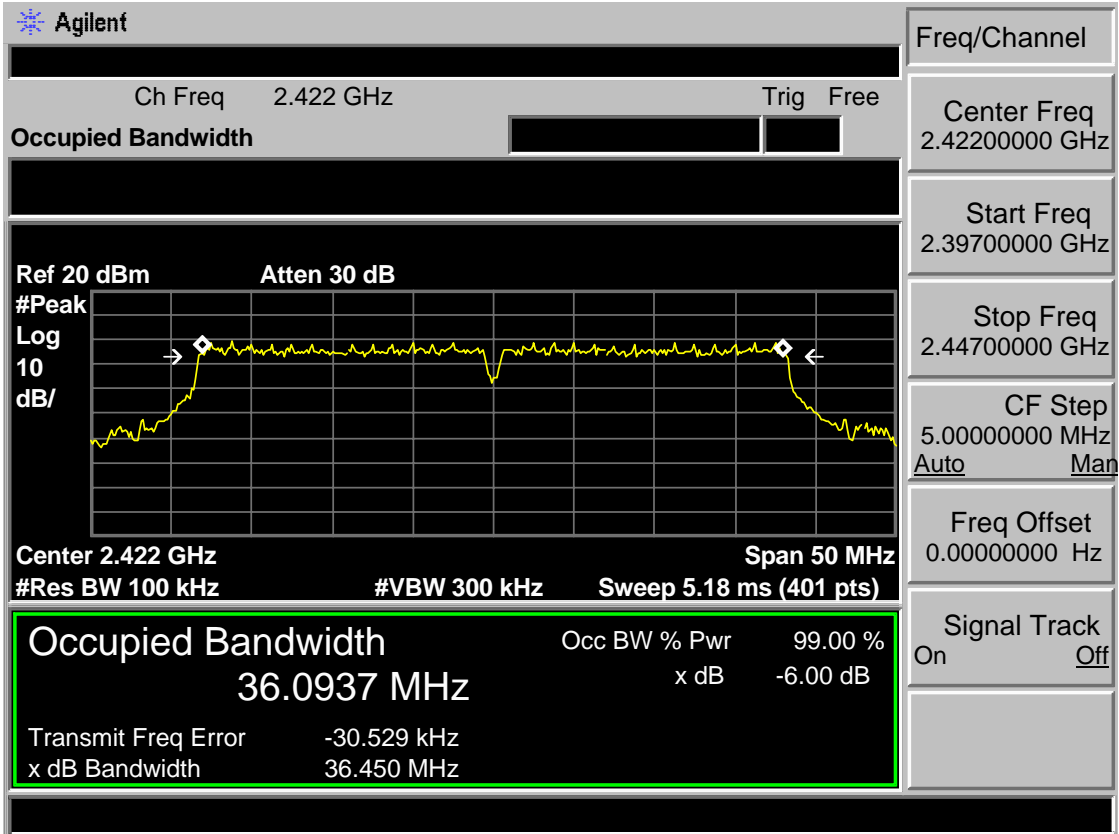 Agilent
Freq/Channel
Ch Freq 2.422 GHz Trig Free
Occupied Bandwidth
Center Freq
2.42200000 GHz
Start Freq
2.39700000 GHz
Stop Freq
2.44700000 GHz
CF Step
5.00000000 MHz
Auto Man
Freq Offset
0.00000000 Hz
Signal Track
On Off
Ref 20 dBm Atten 30 dB
#Peak
Log
10
dB/
Center 2.422 GHz Span 50 MHz
#Res BW 100 kHz #VBW 300 kHz Sweep 5.18 ms (401 pts)
Occupied Bandwidth Occ BW % Pwr 99.00 %
36.0937 MHz x dB -6.00 dB
Transmit Freq Error -30.529 kHz
x dB Bandwidth 36.450 MHz